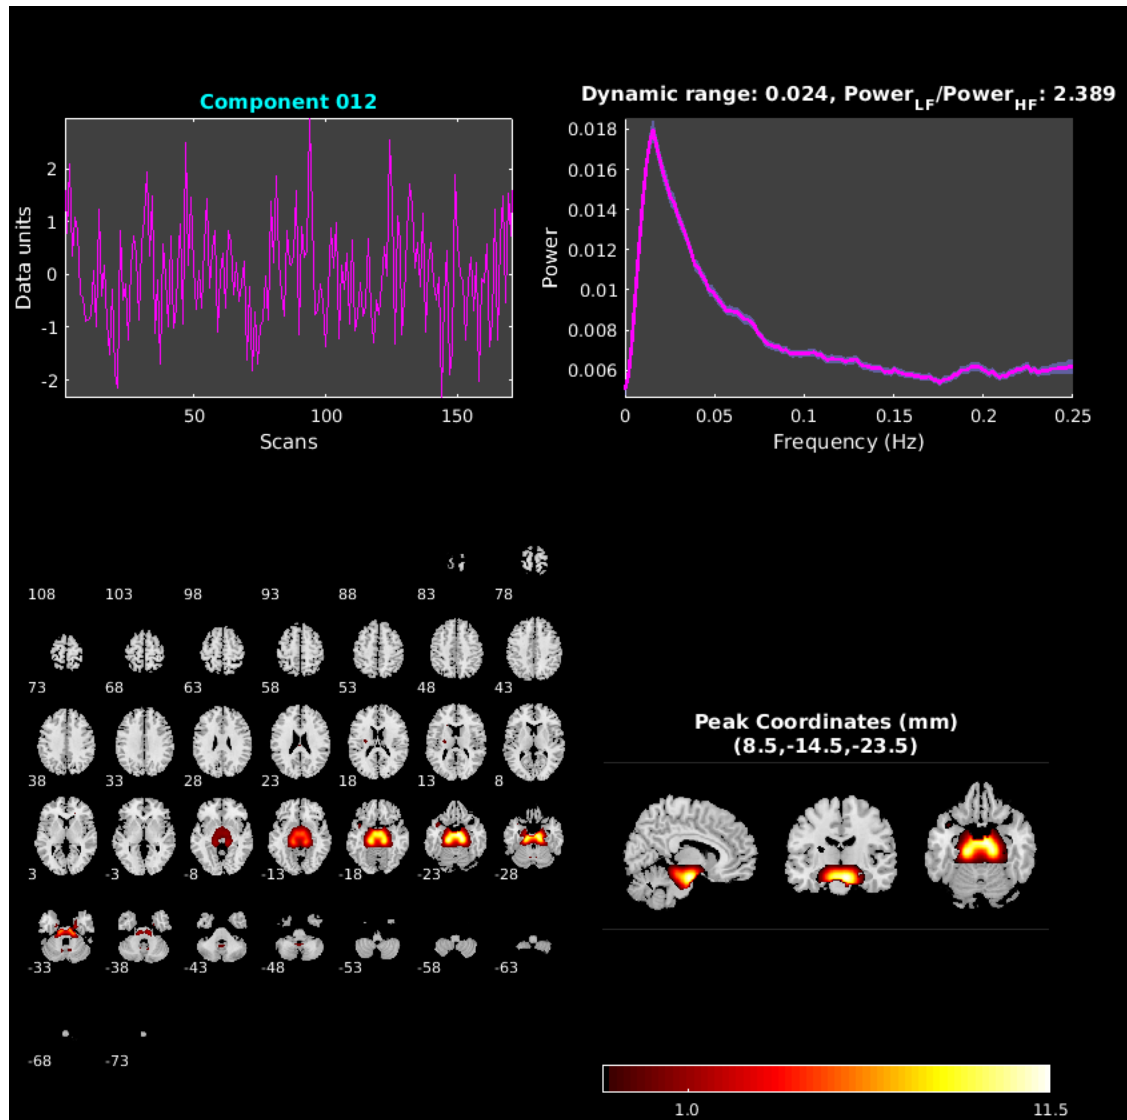 Component 012
Data units
2
1
0
-1
-2
50 100 150
Scans
Dynamic range: 0.024, Power_LF/Power_HF: 2.389
Power
0.018
0.016
0.014
0.012
0.01
0.008
0.006
0 0.05 0.1 0.15 0.2 0.25
Frequency (Hz)
108 103 98 93 88 83 78
73 68 63 58 53 48 43
38 33 28 23 18 13 8
3 -3 -8 -13 -18 -23 -28
-33 -38 -43 -48 -53 -58 -63
-68 -73
Peak Coordinates (mm)
(8.5,-14.5,-23.5)
1.0 11.5